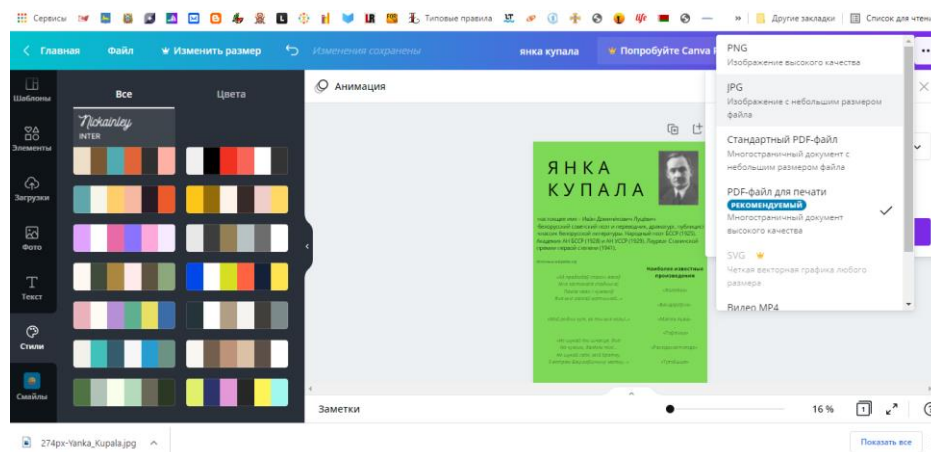 Сервисы
Типовые правила
»
Другие закладки
Список для чтения
Главная
Файл
Изменить размер
Изменения сохранены
янка купала
Попробуйте Canva
Шаблоны
Элементы
Загрузки
Фото
Текст
Стили
Смайлы
Все
Цвета
Nickainley
INTER
Анимация
ЯНКА
КУПАЛА
Наиболее известные
произведения
PNG
Изображение высокого качества
JPG
Изображение с небольшим размером
файла
Стандартный PDF-файл
Многостраничный документ с
небольшим размером файла
PDF-файл для печати
РЕКОМЕНДУЕМЫЙ
Многостраничный документ
высокого качества
SVG
Четкая векторная графика любого
размера
Видео MP4
Заметки
16 %
1
274px-Yanka_Kupala.jpg
Показать все